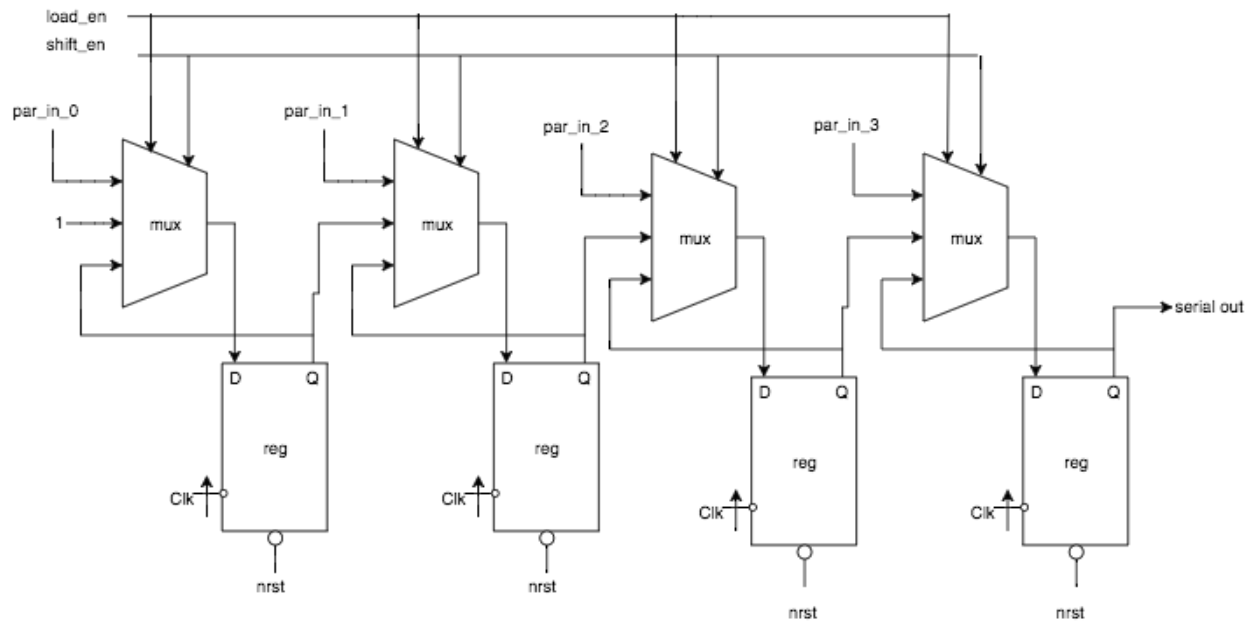 load_en
shift_en
par_in_0
par_in_1
par_in_2
par_in_3
1
mux
mux
mux
mux
serial out
D Q
D Q
D Q
D Q
reg
reg
reg
reg
Clk
Clk
Clk
Clk
nrst
nrst
nrst
nrst